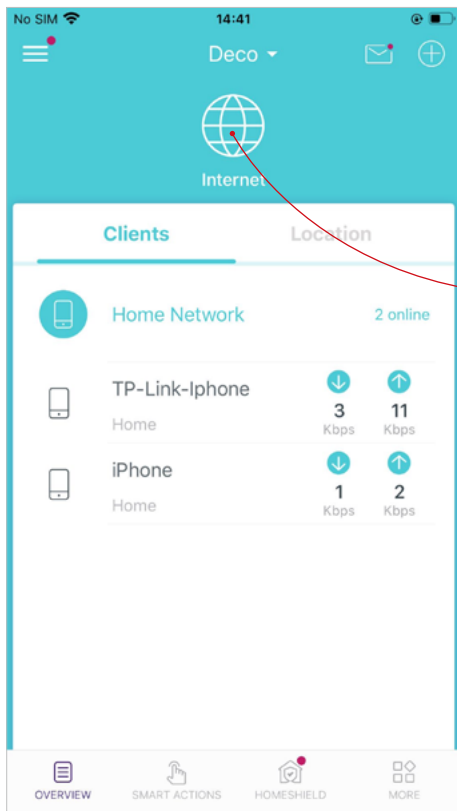 No SIM 14:41
Deco
Internet
Clients Location
Home Network 2 online
TP-Link-Iphone
Home
3 11
Kbps Kbps
iPhone
Home
1 2
Kbps Kbps
OVERVIEW SMART ACTIONS HOMESHIELD MORE